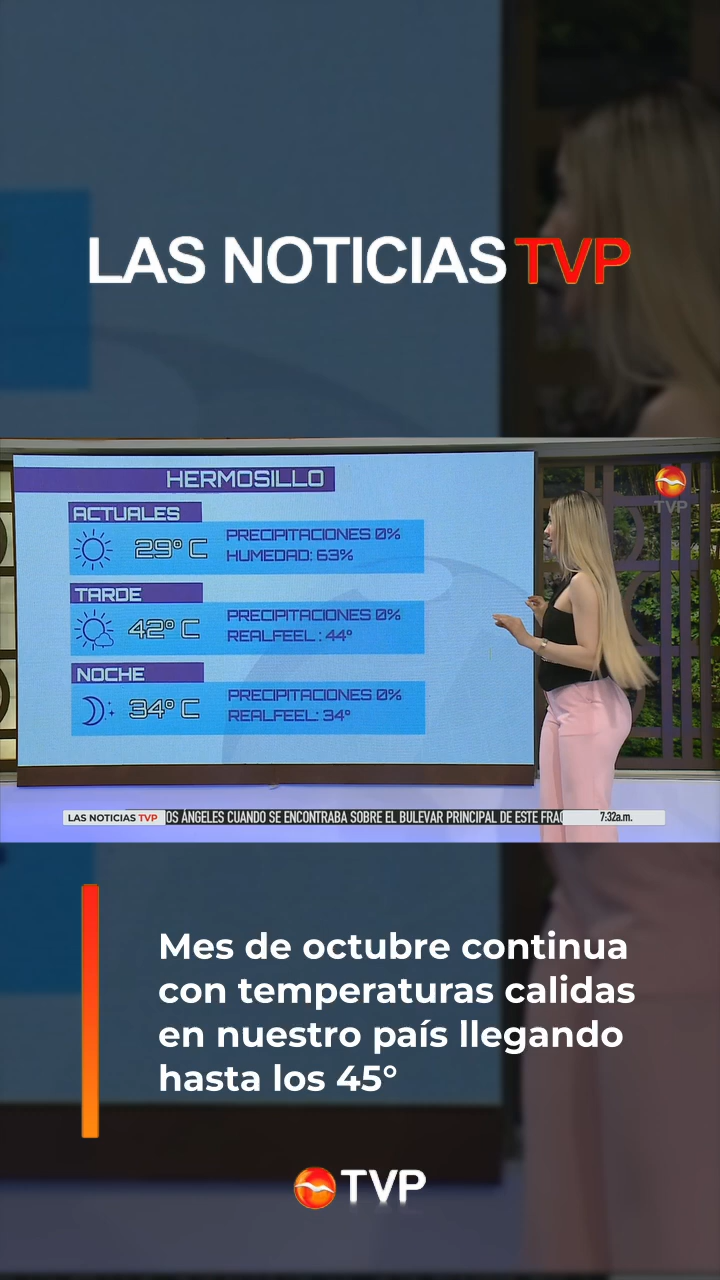 LAS NOTICIAS TVP
HERMOSILLO
ACTUALES
29° C
PRECIPITACIONES 0%
HUMEDAD: 63%
TARDE
42° C
PRECIPITACIONES 0%
REALFEEL : 44°
NOCHE
34° C
PRECIPITACIONES 0%
REALFEEL: 34°
TVP
LAS NOTICIAS TVP OS ÁNGELES CUANDO SE ENCONTRABA SOBRE EL BULEVAR PRINCIPAL DE ESTE FRAC 7:32a.m.
Mes de octubre continua
con temperaturas calidas
en nuestro país llegando
hasta los 45°
TVP